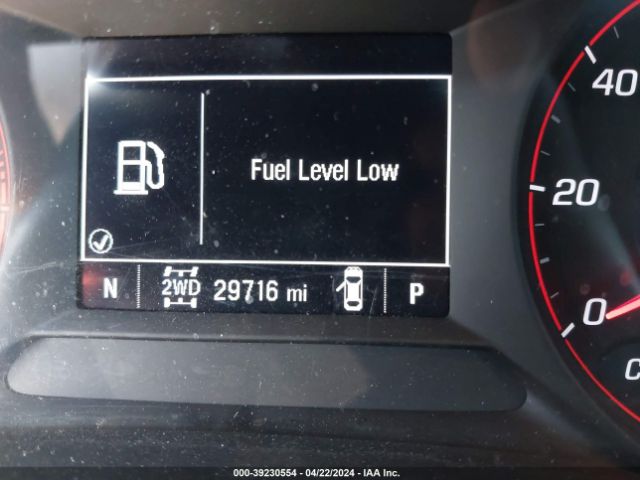 Fuel Level Low
N 2WD 29716 mi P
40
20
0
C
000-39230554 - 04/22/2024 - IAA Inc.